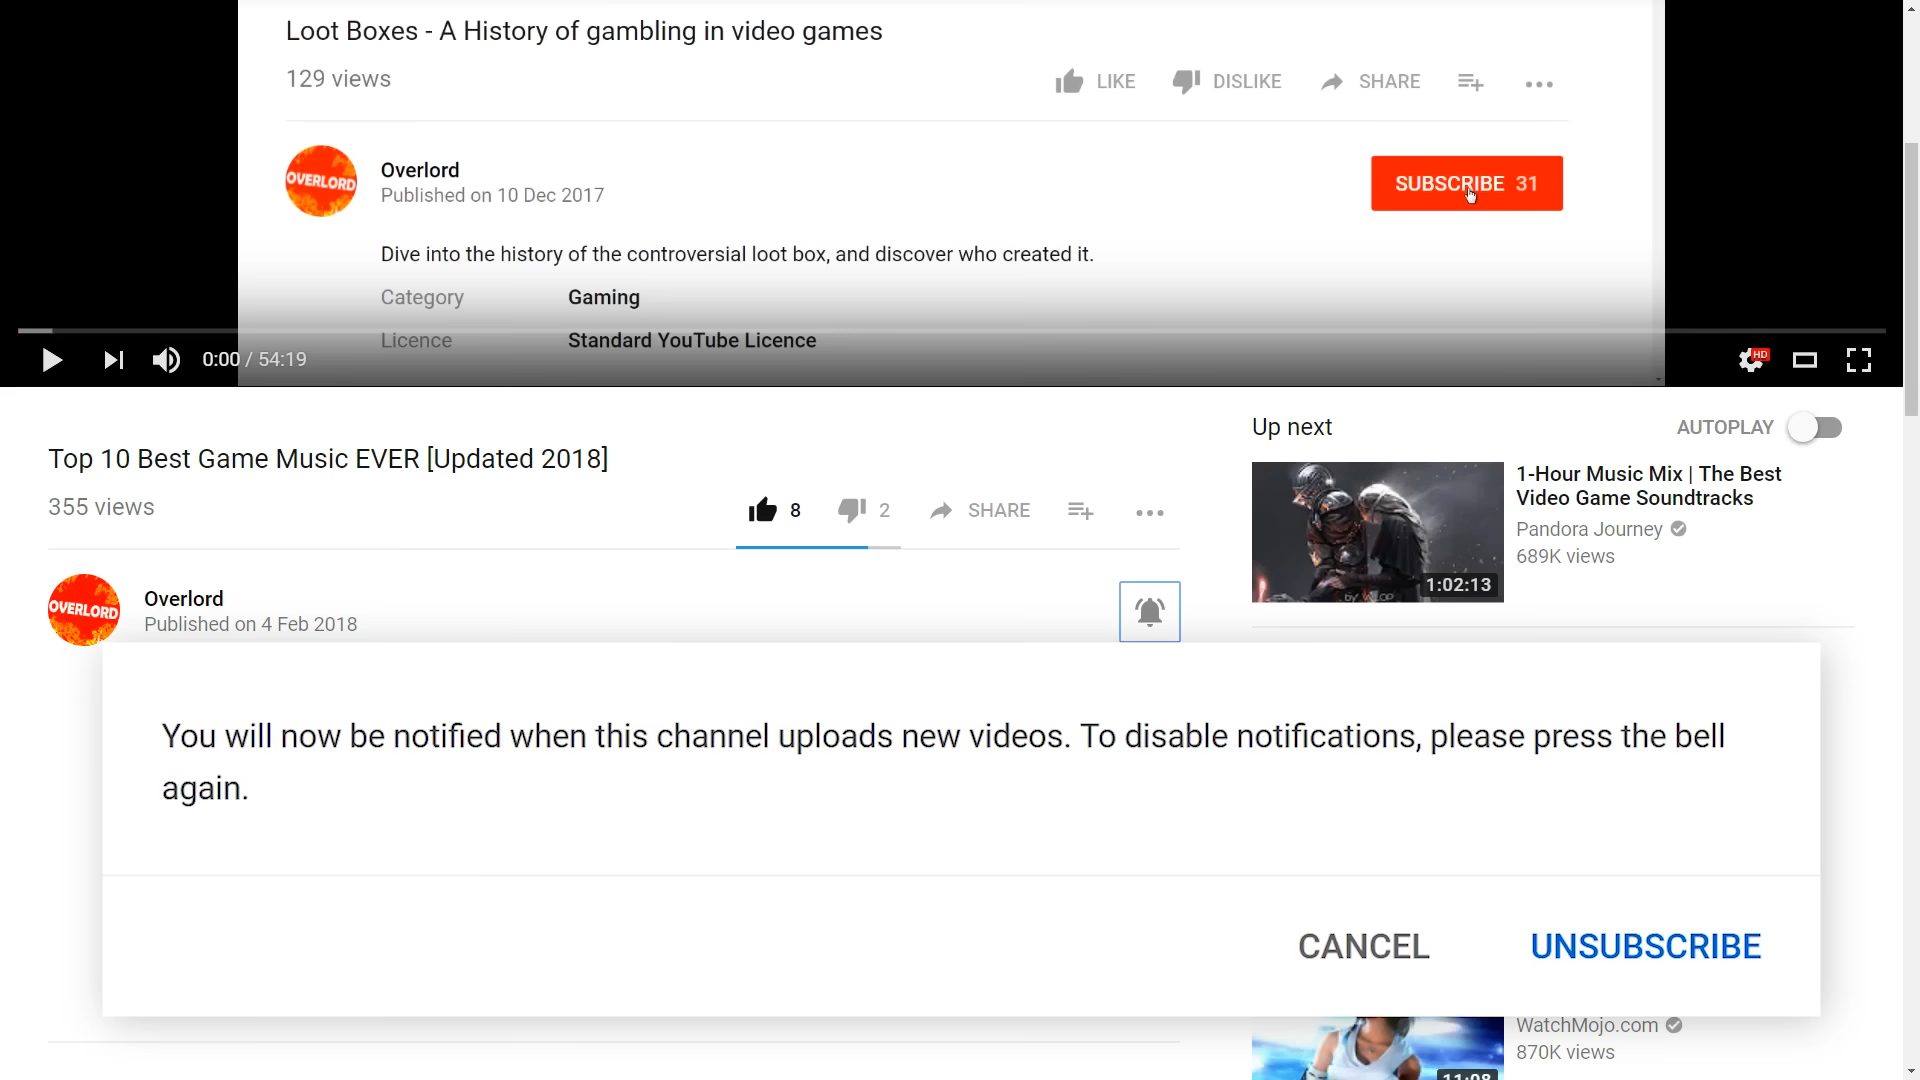 Loot Boxes - A History of gambling in video games
129 views
LIKE
DISLIKE
SHARE
OVERLORD
Overlord
Published on 10 Dec 2017
SUBSCRIBE 31
Dive into the history of the controversial loot box, and discover who created it.
Category Gaming
Licence Standard YouTube Licence
0:00 / 54:19
HD
Top 10 Best Game Music EVER [Updated 2018]
355 views
8
2
SHARE
OVERLORD
Overlord
Published on 4 Feb 2018
Up next
AUTOPLAY
1-Hour Music Mix | The Best
Video Game Soundtracks
Pandora Journey
689K views
by WLOP
1:02:13
You will now be notified when this channel uploads new videos. To disable notifications, please press the bell
again.
CANCEL
UNSUBSCRIBE
WatchMojo.com
870K views
11:08